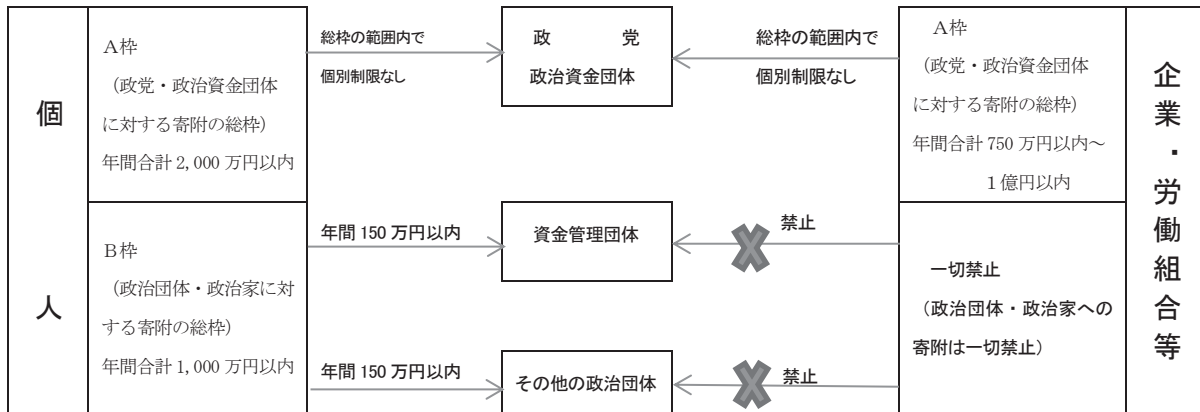 個人
A枠
（政党・政治資金団体
に対する寄附の総枠）
年間合計 2,000 万円以内
B枠
（政治団体・政治家に対
する寄附の総枠）
年間合計 1,000 万円以内
総枠の範囲内で
個別制限なし
年間 150 万円以内
年間 150 万円以内
政　党
政治資金団体
資金管理団体
その他の政治団体
総枠の範囲内で
個別制限なし
禁止
禁止
A枠
（政党・政治資金団体
に対する寄附の総枠）
年間合計 750 万円以内～
１億円以内
一切禁止
（政治団体・政治家への
寄附は一切禁止）
企業・労働組合等